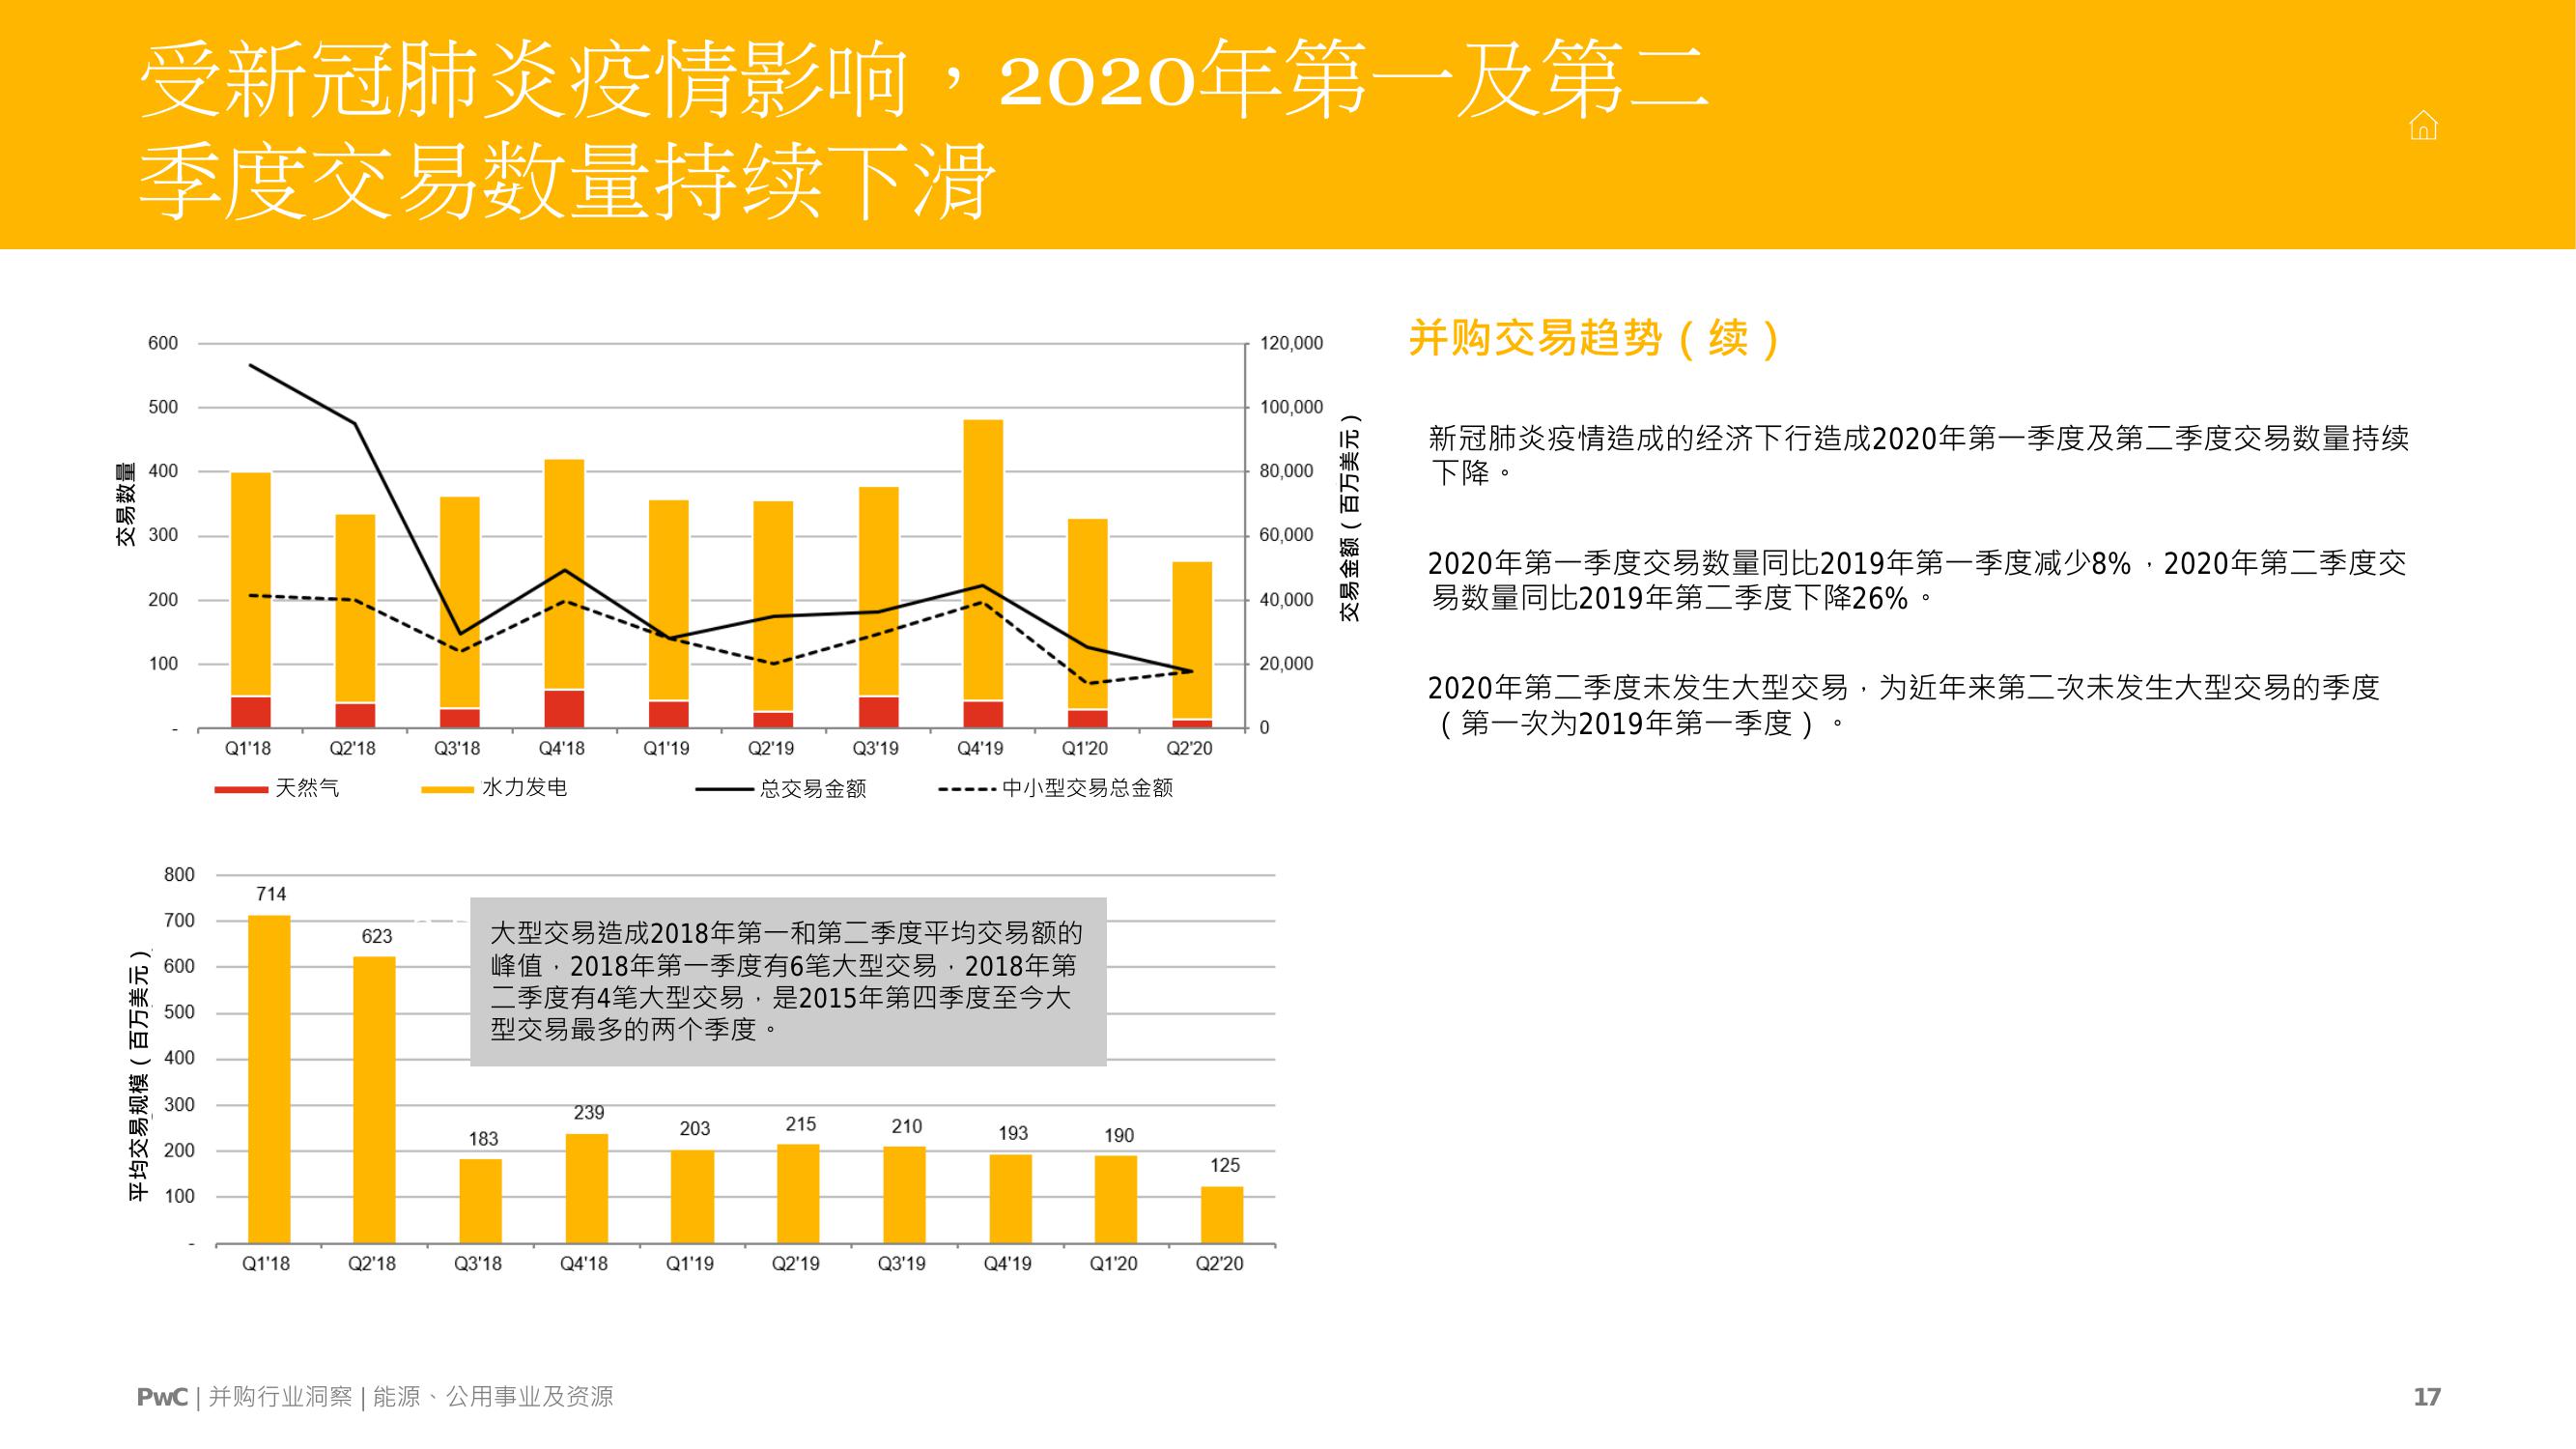 受新冠肺炎疫情影响，2020年第一及第二
季度交易数量持续下滑
600
500
400
300
200
100
-
交易数量
120,000
100,000
80,000
60,000
40,000
20,000
0
交易金额（百万美元）
Q1'18 Q2'18 Q3'18 Q4'18 Q1'19 Q2'19 Q3'19 Q4'19 Q1'20 Q2'20
天然气 水力发电 总交易金额 中小型交易总金额
800
700
600
500
400
300
200
100
-
平均交易规模（百万美元）
714 623 183 239 203 215 210 193 190 125
大型交易造成2018年第一和第二季度平均交易额的
峰值，2018年第一季度有6笔大型交易，2018年第
二季度有4笔大型交易，是2015年第四季度至今大
型交易最多的两个季度。
Q1'18 Q2'18 Q3'18 Q4'18 Q1'19 Q2'19 Q3'19 Q4'19 Q1'20 Q2'20
并购交易趋势（续）
新冠肺炎疫情造成的经济下行造成2020年第一季度及第二季度交易数量持续
下降。
2020年第一季度交易数量同比2019年第一季度减少8%，2020年第二季度交
易数量同比2019年第二季度下降26%。
2020年第二季度未发生大型交易，为近年来第二次未发生大型交易的季度
（第一次为2019年第一季度）。
PwC | 并购行业洞察 | 能源、公用事业及资源
17